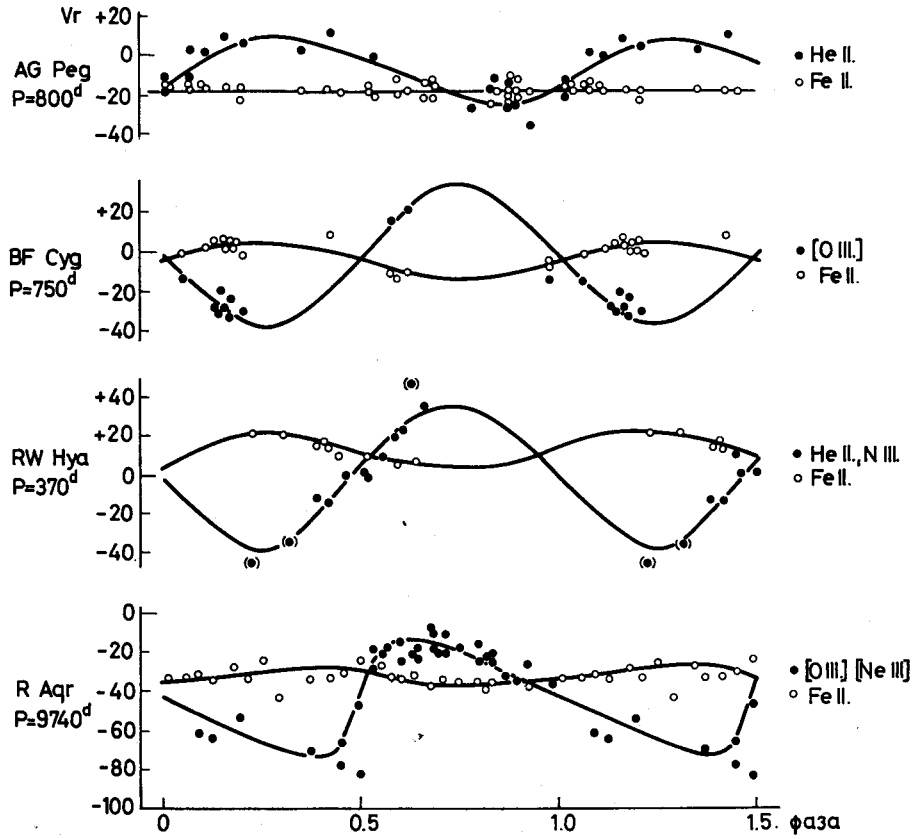 Vr
+20
0
-20
-40
AG Peg
P=800d
• He II.
○ Fe II.
+20
0
-20
-40
BF Cyg
P=750d
• [O III.]
○ Fe II.
+40
+20
0
-20
-40
RW Hya
P=370d
• He II., N III.
○ Fe II.
0
-20
-40
-60
-80
-100
R Aqr
P=9740d
• [O III.] [Ne III]
○ Fe II.
0 0.5 1.0 1.5 фаза